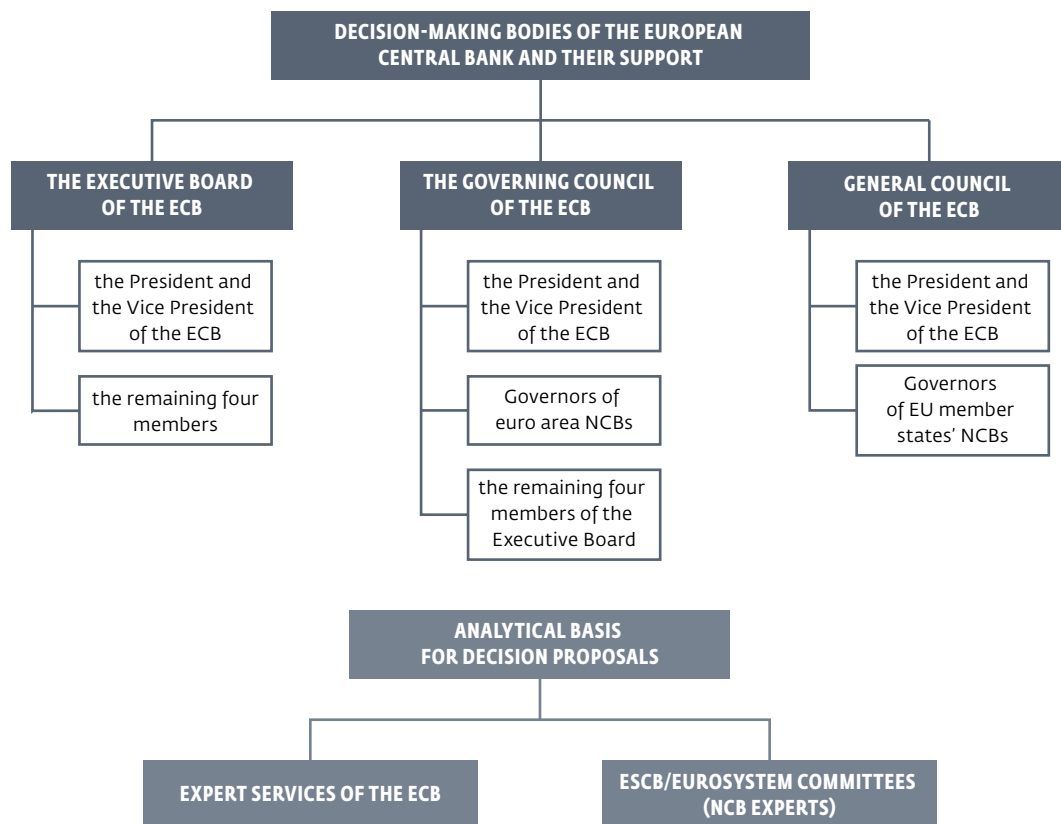 DECISION-MAKING BODIES OF THE EUROPEAN
CENTRAL BANK AND THEIR SUPPORT
THE EXECUTIVE BOARD
OF THE ECB
the President and
the Vice President
of the ECB
the remaining four
members
THE GOVERNING COUNCIL
OF THE ECB
the President and
the Vice President
of the ECB
Governors of
euro area NCBs
the remaining four
members of the
Executive Board
GENERAL COUNCIL
OF THE ECB
the President and
the Vice President
of the ECB
Governors
of EU member
states’ NCBs
ANALYTICAL BASIS
FOR DECISION PROPOSALS
EXPERT SERVICES OF THE ECB
ESCB/EUROSYSTEM COMMITTEES
(NCB EXPERTS)